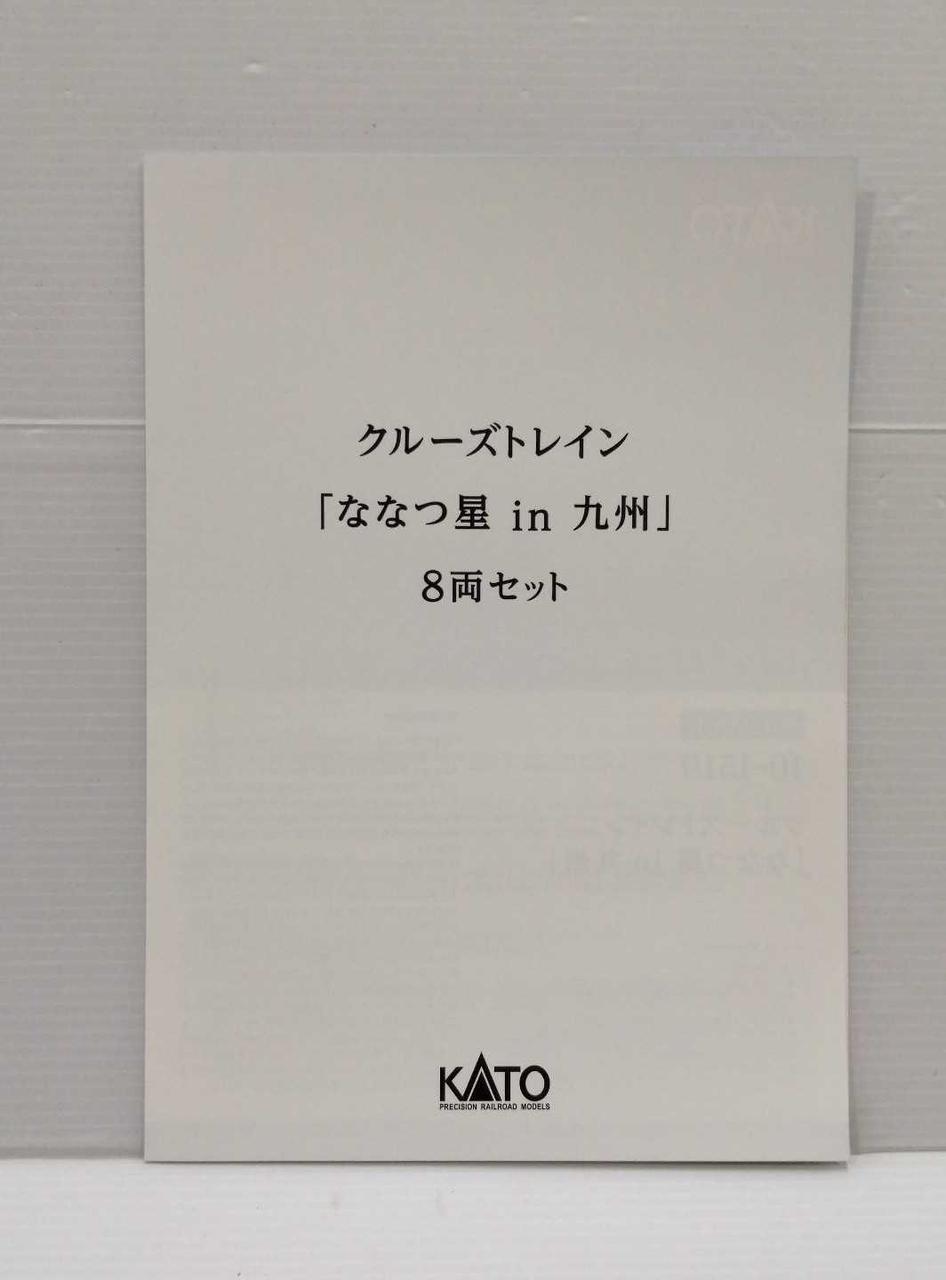 クルーズトレイン
「ななつ星 in 九州」
8両セット
KATO
PRECISION RAILROAD MODELS